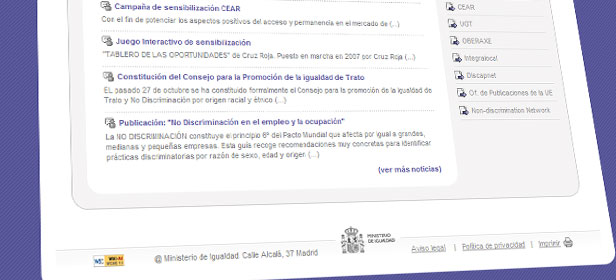 Campaña de sensibilización CEAR
Con el fin de potenciar los aspectos positivos del acceso y permanencia en el mercado de (...)
Juego Interactivo de sensibilización
"TABLERO DE LAS OPORTUNIDADES" de Cruz Roja. Puesto en marcha en 2007 por Cruz Roja (...)
Constitución del Consejo para la Promoción de la igualdad de Trato
EL pasado 27 de octubre se ha constituido formalmente el Consejo para la promoción de la igualdad de
Trato y No Discriminación por origen racial y étnico (...)
Publicación: "No Discriminación en el empleo y la ocupación"
La NO DISCRIMINACIÓN constituye el principio 6º del Pacto Mundial que afecta por igual a grandes,
medianas y pequeñas empresas. Esta guía recoge recomendaciones muy concretas para identificar
prácticas discriminatorias por razón de sexo, edad y origen. (...)
(ver más noticias)
CEAR
UGT
OBERAXE
Integralocal
Discapnet
Of. de Publicaciones de la UE
Non-discrimination Network
@ Ministerio de Igualdad. Calle Alcalá, 37 Madrid
MINISTERIO
DE IGUALDAD
Aviso legal | Política de privacidad | Imprimir